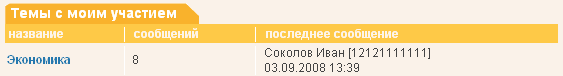 Темы с моим участием
название сообщений последнее сообщение
Экономика 8 Соколов Иван [12121111111]
03.09.2008 13:39